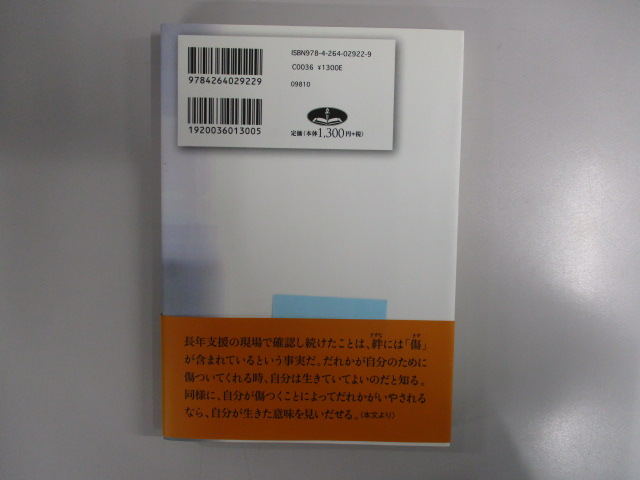 ISBN978-4-264-02922-9
C0036 ¥1300E
9784264029229
09810
1920036013005
定価(本体1,300円+税)
長年支援の現場で確認し続けたことは、絆には「傷」
が含まれているという事実だ。だれかが自分のために
傷ついてくれる時、自分は生きていてよいのだと知る。
同様に、自分が傷つくことによってだれかがいやされる
なら、自分が生きた意味を見いだせる。(本文より)